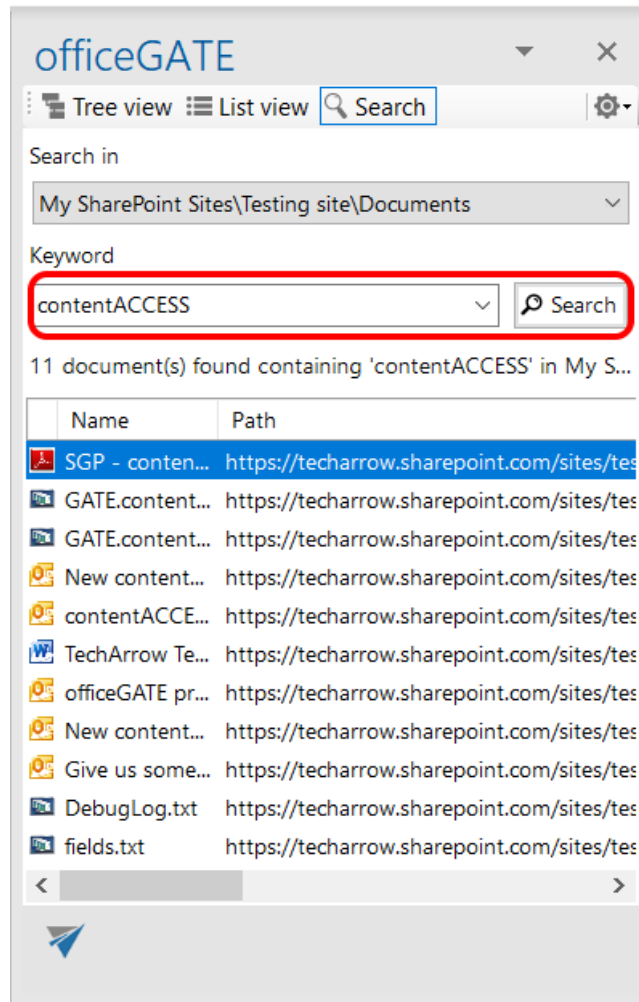 officeGATE
Tree view List view Search
Search in
My SharePoint Sites\Testing site\Documents
Keyword
contentACCESS Search
11 document(s) found containing 'contentACCESS' in My S...
Name Path
SGP - conten... https://techarrow.sharepoint.com/sites/tes
GATE.content... https://techarrow.sharepoint.com/sites/tes
GATE.content... https://techarrow.sharepoint.com/sites/tes
New content... https://techarrow.sharepoint.com/sites/tes
contentACCE... https://techarrow.sharepoint.com/sites/tes
TechArrow Te... https://techarrow.sharepoint.com/sites/tes
officeGATE pr... https://techarrow.sharepoint.com/sites/tes
New content... https://techarrow.sharepoint.com/sites/tes
Give us some... https://techarrow.sharepoint.com/sites/tes
DebugLog.txt https://techarrow.sharepoint.com/sites/tes
fields.txt https://techarrow.sharepoint.com/sites/tes